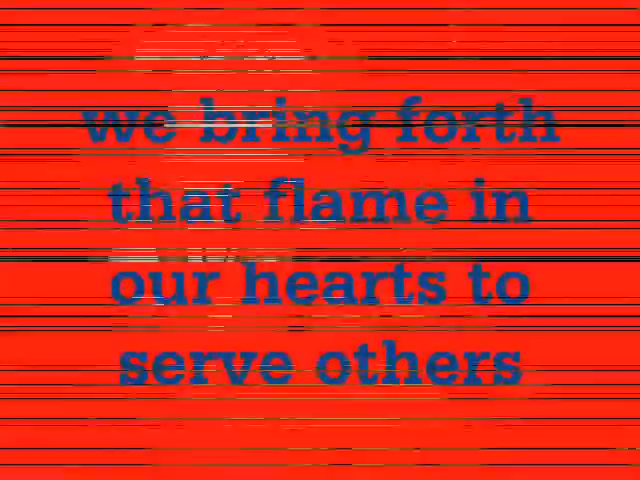 we bring forth
that flame in
our hearts to
serve others